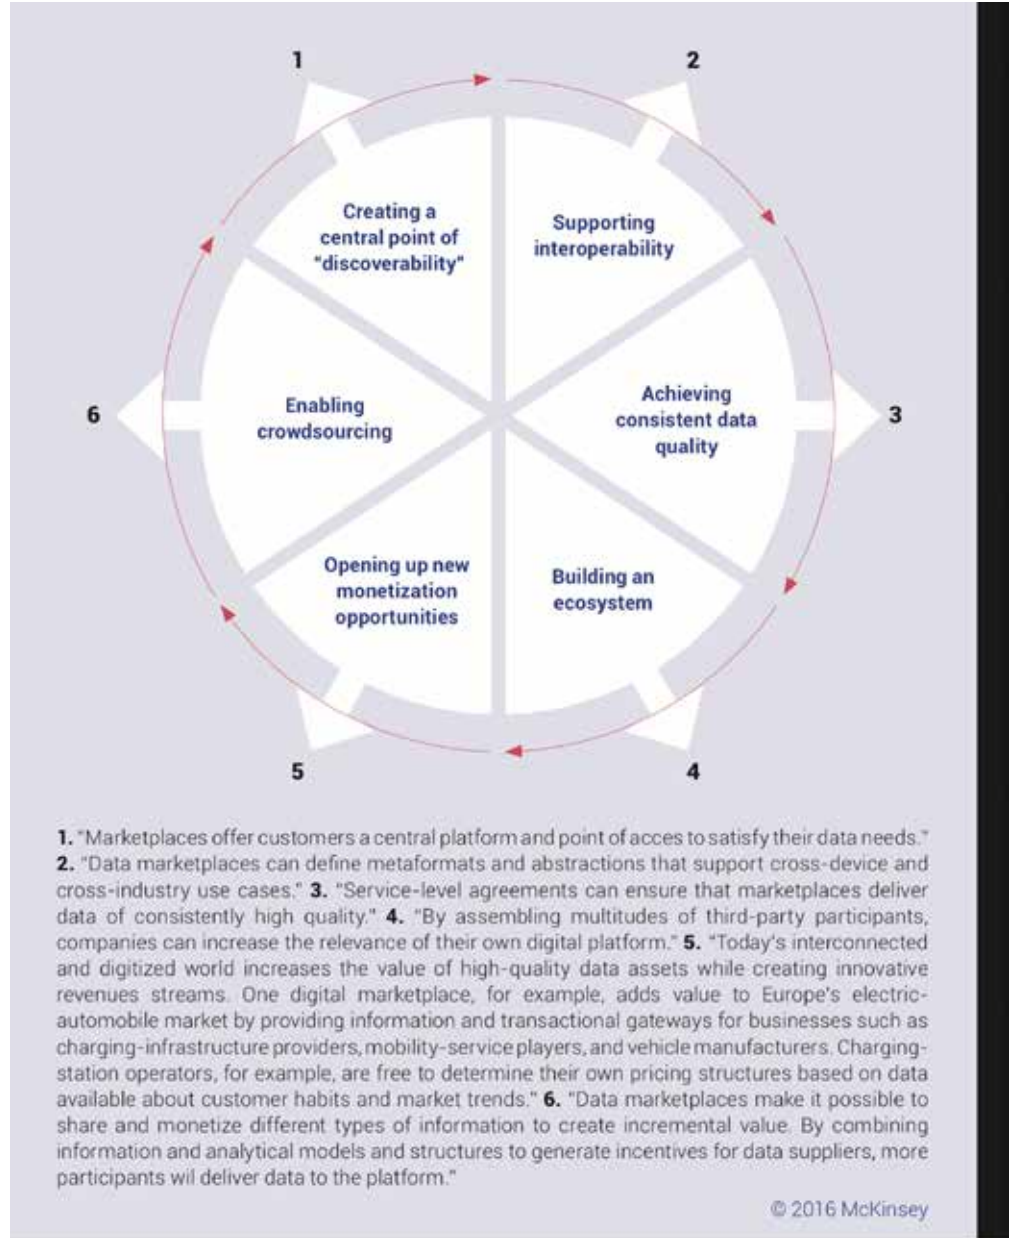 1
2
Creating a
central point of
"discoverability"
Supporting
interoperability
6
Enabling
crowdsourcing
Achieving
consistent data
quality
3
Opening up new
monetization
opportunities
Building an
ecosystem
5
4
1. "Marketplaces offer customers a central platform and point of acces to satisfy their data needs."
2. "Data marketplaces can define metaformats and abstractions that support cross-device and
cross-industry use cases." 3. "Service-level agreements can ensure that marketplaces deliver
data of consistently high quality." 4. "By assembling multitudes of third-party participants,
companies can increase the relevance of their own digital platform." 5. "Today's interconnected
and digitized world increases the value of high-quality data assets while creating innovative
revenues streams. One digital marketplace, for example, adds value to Europe's electric-
automobile market by providing information and transactional gateways for businesses such as
charging-infrastructure providers, mobility-service players, and vehicle manufacturers. Charging-
station operators, for example, are free to determine their own pricing structures based on data
available about customer habits and market trends." 6. "Data marketplaces make it possible to
share and monetize different types of information to create incremental value. By combining
information and analytical models and structures to generate incentives for data suppliers, more
participants wil deliver data to the platform."
© 2016 McKinsey